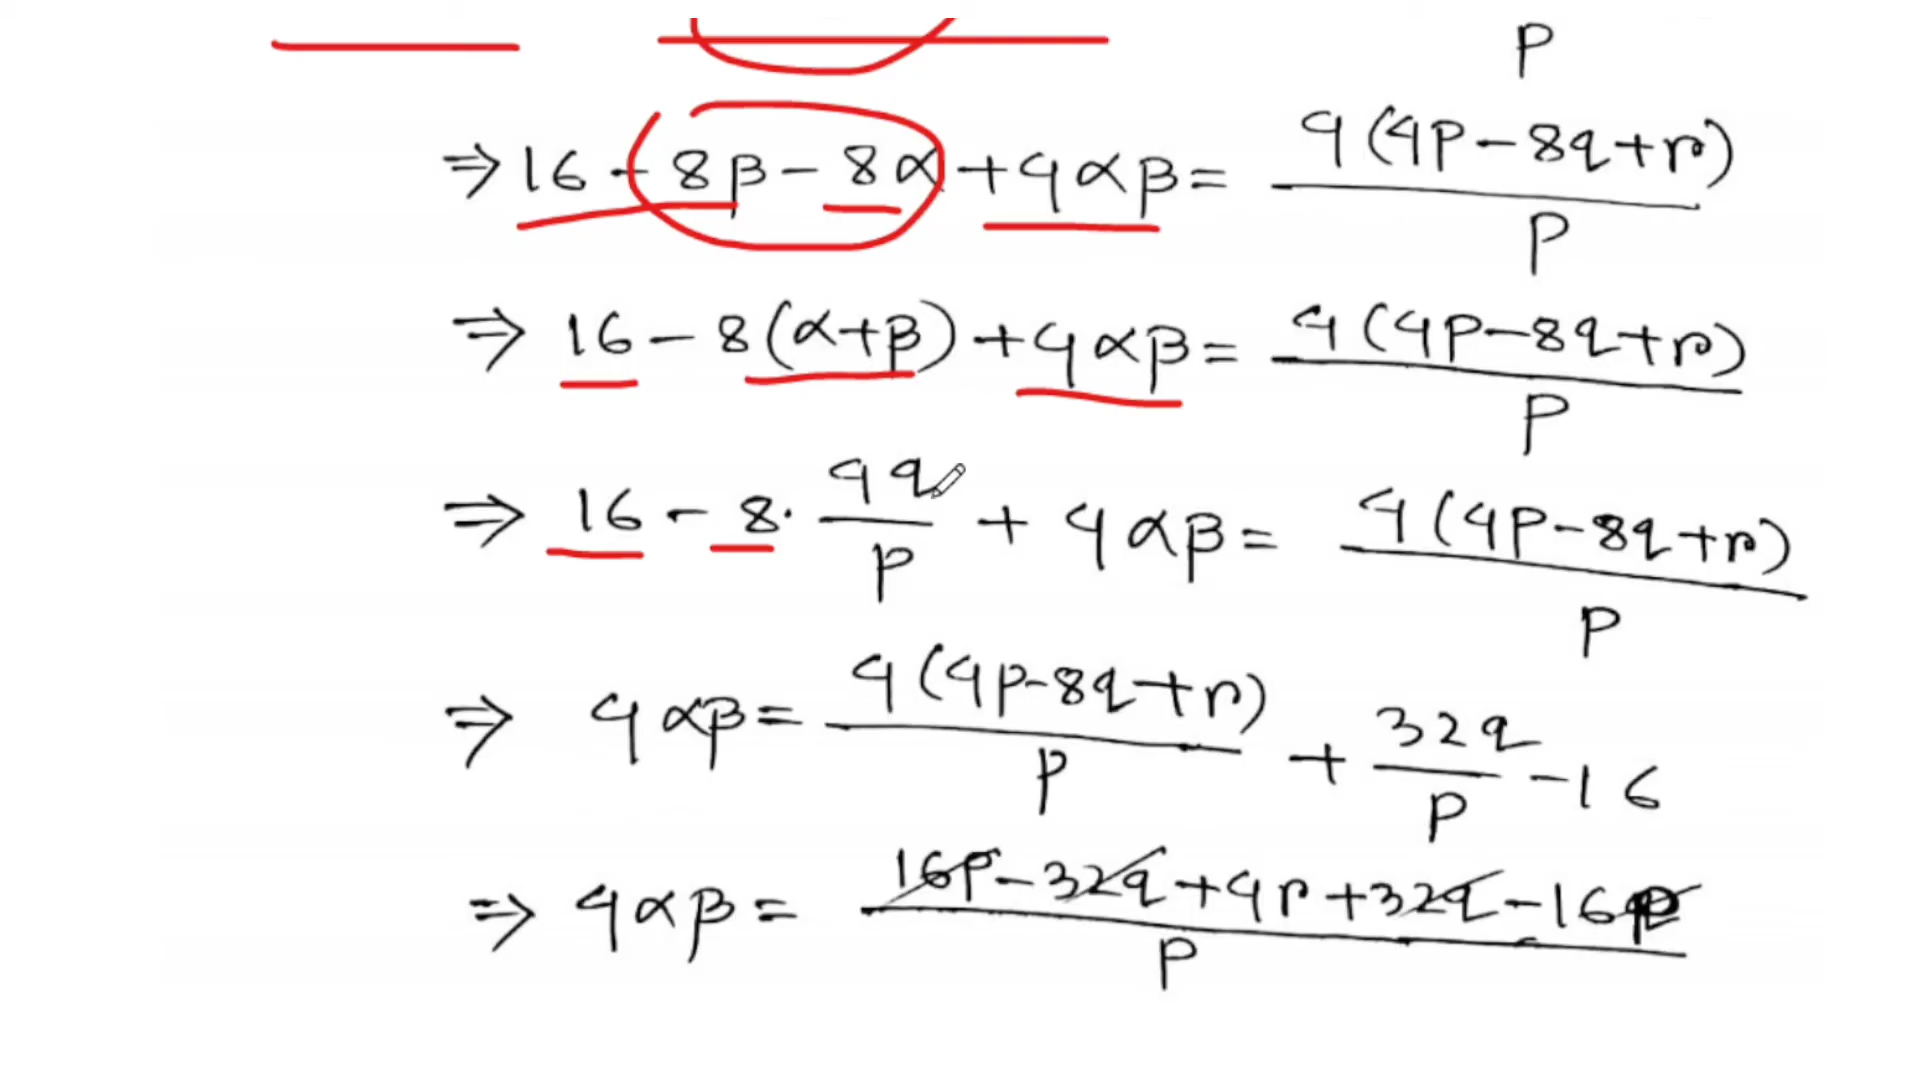 P
⇒ 16 - 8β - 8α + 4αβ = 4(4p-8q+r)/P
⇒ 16 - 8(α+β) + 4αβ = 4(4p-8q+r)/P
⇒ 16 - 8. 4q/P + 4αβ = 4(4p-8q+r)/P
⇒ 4αβ = 4(4p-8q+r)/P + 32q/P - 16
⇒ 4αβ = 16p-32q+4r+32q-16p/P